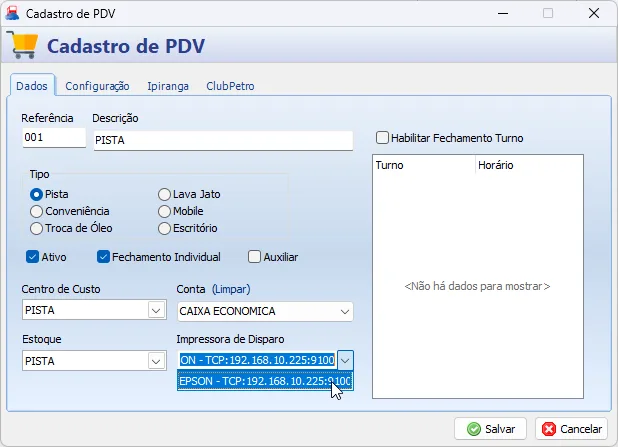 Cadastro de PDV
Cadastro de PDV
Dados Configuração Ipiranga ClubPetro
Referência Descrição
001 PISTA
Habilitar Fechamento Turno
Turno Horário
Tipo
Pista Lava Jato
Conveniência Mobile
Troca de Óleo Escritório
Ativo Fechamento Individual Auxiliar
<Não há dados para mostrar>
Centro de Custo Conta (Limpar)
PISTA CAIXA ECONOMICA
Estoque Impressora de Disparo
PISTA ON - TCP:192.168.10.225:9100
EPSON - TCP:192.168.10.225:9100
Salvar Cancelar